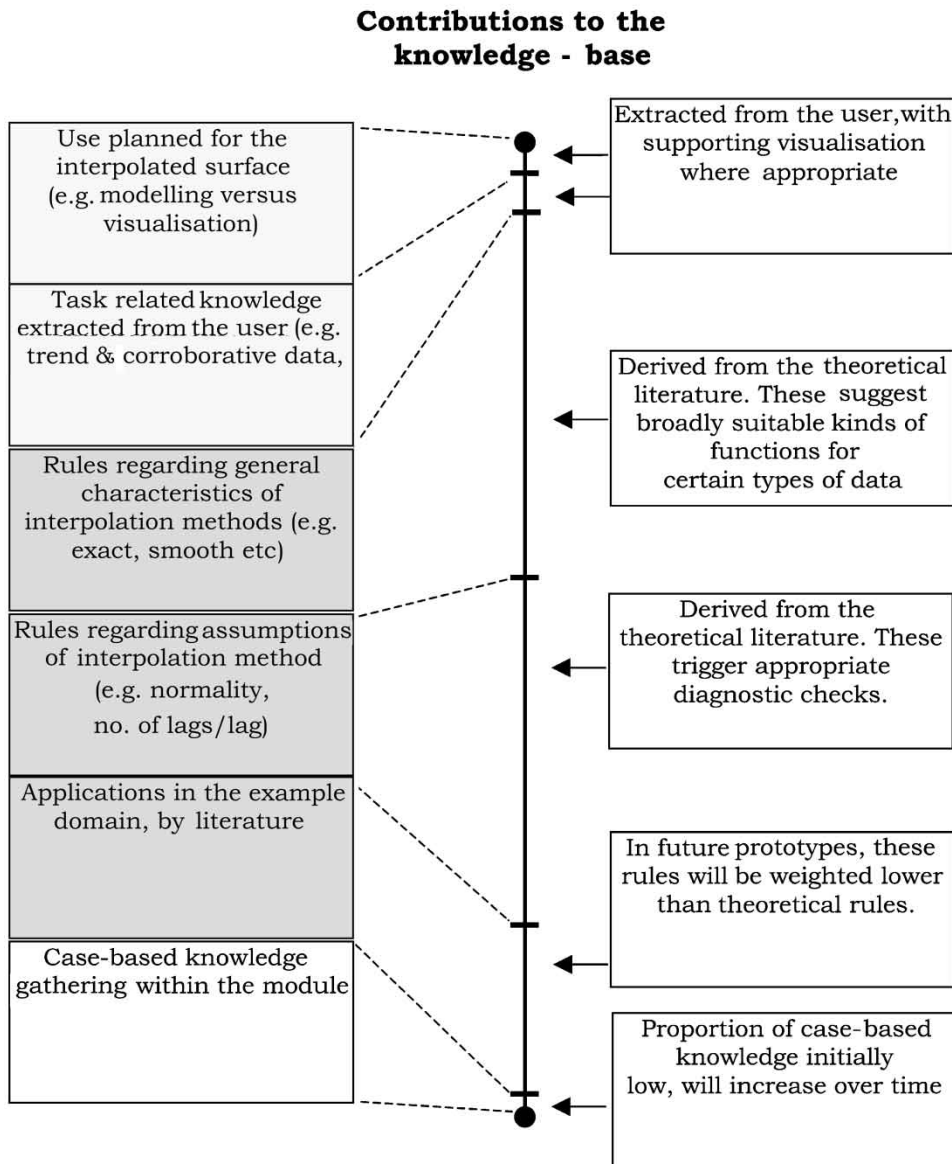 Contributions to the
knowledge - base
Use planned for the
interpolated surface
(e.g. modelling versus
visualisation)
Task related knowledge
extracted from the user (e.g.
trend & corroborative data,
Rules regarding general
characteristics of
interpolation methods (e.g.
exact, smooth etc)
Rules regarding assumptions
of interpolation method
(e.g. normality,
no. of lags/lag)
Applications in the example
domain, by literature
Case-based knowledge
gathering within the module
Extracted from the user,with
supporting visualisation
where appropriate
Derived from the theoretical
literature. These suggest
broadly suitable kinds of
functions for
certain types of data
Derived from the
theoretical literature. These
trigger appropriate
diagnostic checks.
In future prototypes, these
rules will be weighted lower
than theoretical rules.
Proportion of case-based
knowledge initially
low, will increase over time